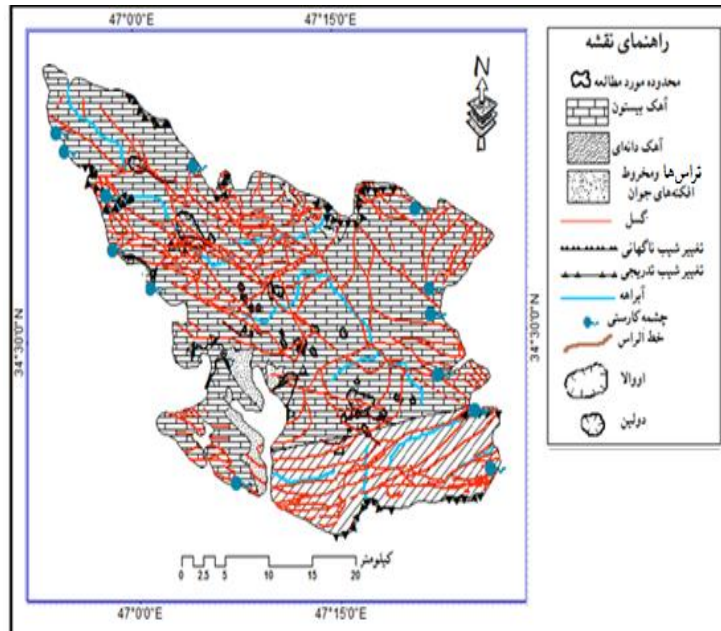 47°0'0"E 47°15'0"E
N
34°30'0"N
34°30'0"N
0 2.5 5 10 15 20
کیلومتر
47°0'0"E 47°15'0"E
راهنمای نقشه
محدوده مورد مطالعه
آهک بیستون
آهک دانه‌ای
تراس‌ها ومخروط
افکنه‌های جوان
گسل
تغییر شیب ناگهانی
تغییر شیب تدریجی
آبراهه
چشمه کارستی
خط الراس
اووالا
دولین